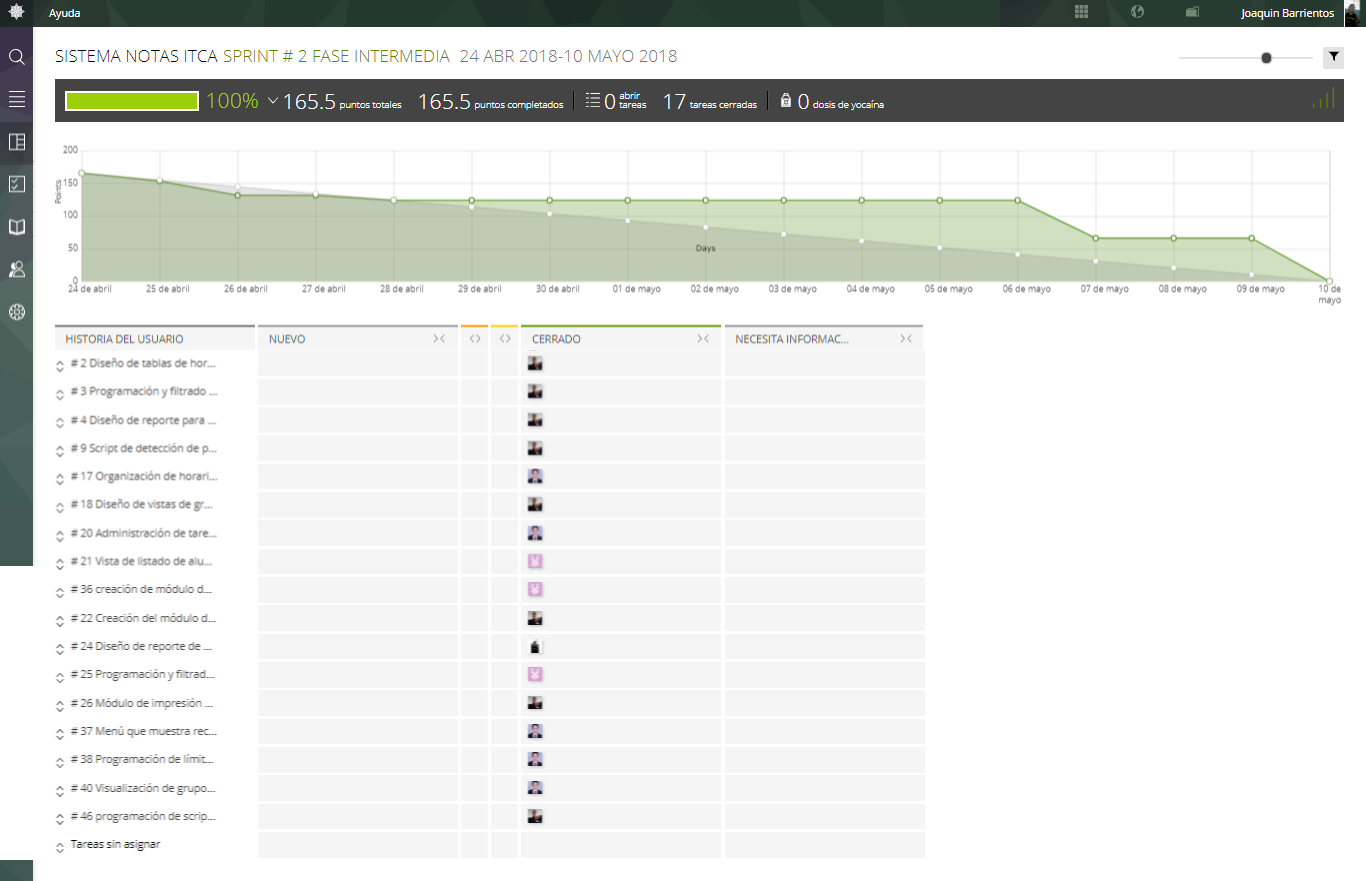 Ayuda
Joaquin Barrientos
SISTEMA NOTAS ITCA SPRINT # 2 FASE INTERMEDIA 24 ABR 2018-10 MAYO 2018
100% 165.5 puntos totales 165.5 puntos completados 0 abrir tareas 17 tareas cerradas 0 dosis de yocaína
200
150
100
50
0
Points
Days
24 de abril 25 de abril 26 de abril 27 de abril 28 de abril 29 de abril 30 de abril 01 de mayo 02 de mayo 03 de mayo 04 de mayo 05 de mayo 06 de mayo 07 de mayo 08 de mayo 09 de mayo 10 de mayo
HISTORIA DEL USUARIO NUEVO CERRADO NECESITA INFORMAC...
# 2 Diseño de tablas de hor...
# 3 Programación y filtrado ...
# 4 Diseño de reporte para ...
# 9 Script de detección de p...
# 17 Organización de horari...
# 18 Diseño de vistas de gr...
# 20 Administración de tare...
# 21 Vista de listado de alu...
# 36 creación de módulo d...
# 22 Creación del módulo d...
# 24 Diseño de reporte de ...
# 25 Programación y filtrad...
# 26 Módulo de impresión ...
# 37 Menú que muestra rec...
# 38 Programación de límit...
# 40 Visualización de grupo...
# 46 programación de scrip...
Tareas sin asignar